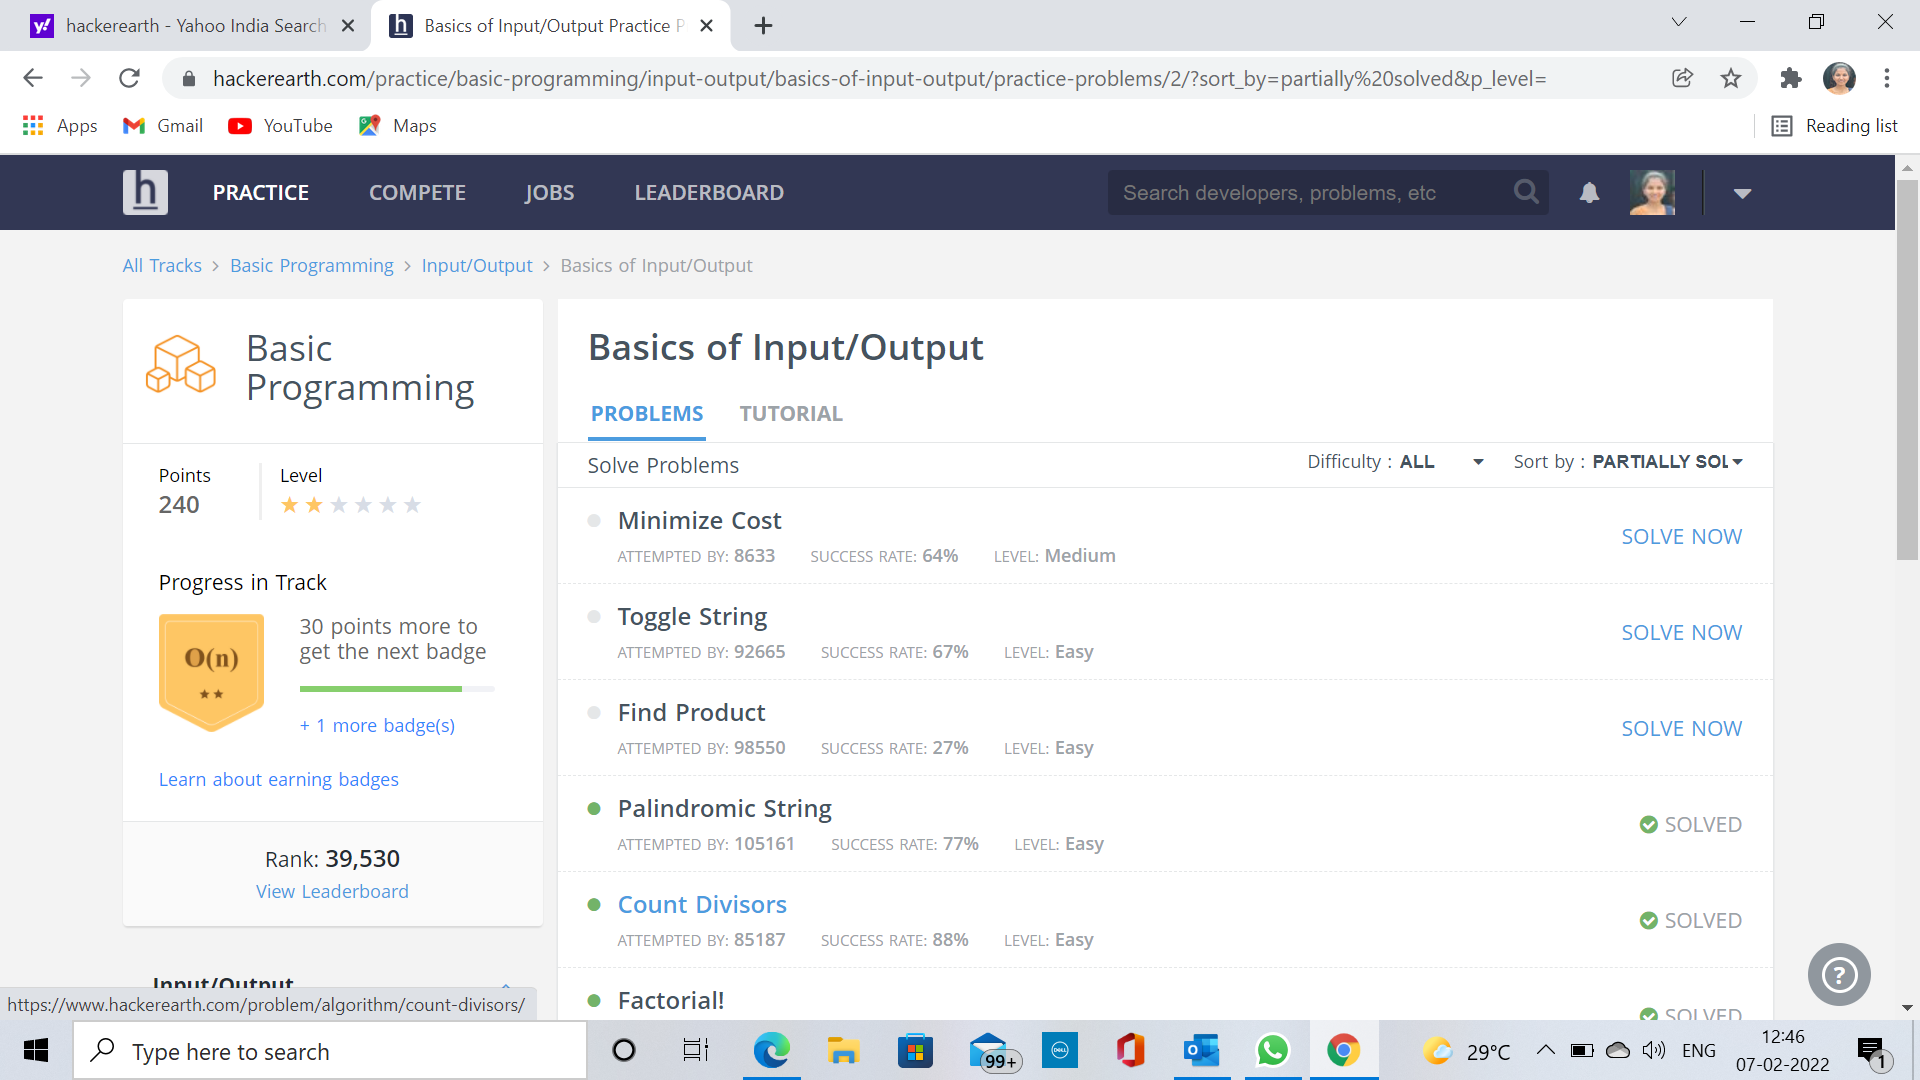 hackerearth - Yahoo India Search
Basics of Input/Output Practice P
hackerearth.com/practice/basic-programming/input-output/basics-of-input-output/practice-problems/2/?sort_by=partially%20solved&p_level=
Apps
Gmail
YouTube
Maps
Reading list
h
PRACTICE
COMPETE
JOBS
LEADERBOARD
Search developers, problems, etc
All Tracks > Basic Programming > Input/Output > Basics of Input/Output
Basic
Programming
Points
240
Level
Progress in Track
O(n)
30 points more to
get the next badge
+ 1 more badge(s)
Learn about earning badges
Rank: 39,530
View Leaderboard
Input/Output
Basics of Input/Output
PROBLEMS
TUTORIAL
Solve Problems
Difficulty : ALL
Sort by : PARTIALLY SOL
Minimize Cost
ATTEMPTED BY: 8633 SUCCESS RATE: 64% LEVEL: Medium
SOLVE NOW
Toggle String
ATTEMPTED BY: 92665 SUCCESS RATE: 67% LEVEL: Easy
SOLVE NOW
Find Product
ATTEMPTED BY: 98550 SUCCESS RATE: 27% LEVEL: Easy
SOLVE NOW
Palindromic String
ATTEMPTED BY: 105161 SUCCESS RATE: 77% LEVEL: Easy
SOLVED
Count Divisors
ATTEMPTED BY: 85187 SUCCESS RATE: 88% LEVEL: Easy
SOLVED
Factorial!
SOLVED
?
https://www.hackerearth.com/problem/algorithm/count-divisors/
Type here to search
99+
DELL
29°C
ENG
12:46
07-02-2022
1